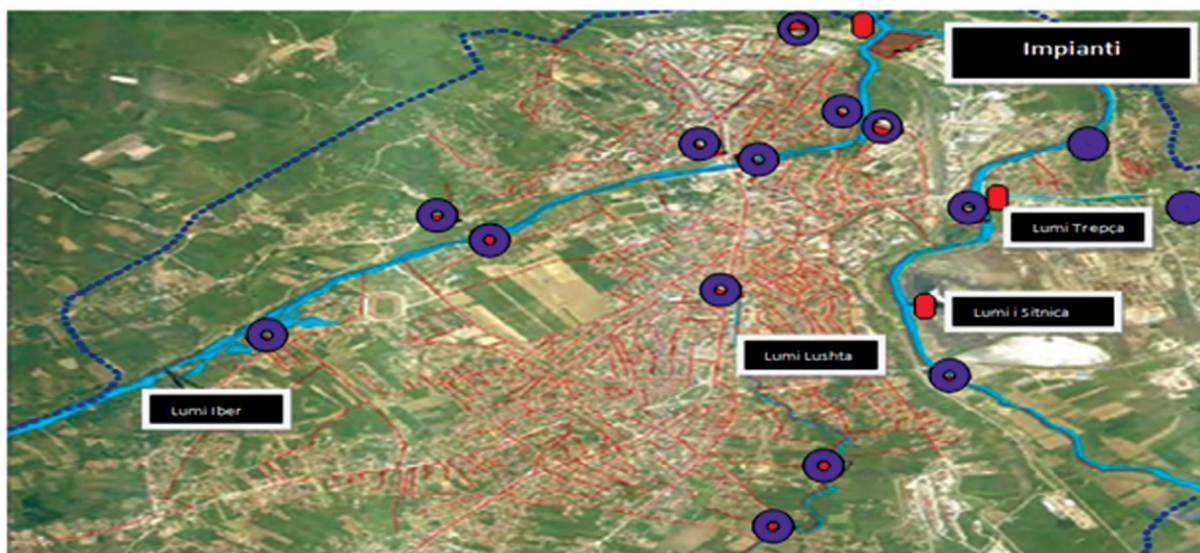 Impianti
Lumi Trepça
Lumi i Sitnica
Lumi Lushta
Lumi Iber